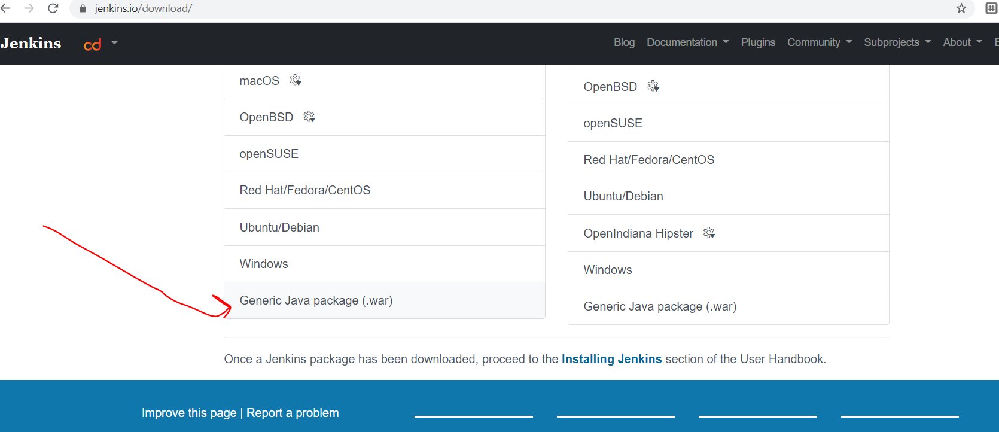 jenkins.io/download/
Jenkins cd Blog Documentation Plugins Community Subprojects About
macOS
OpenBSD
openSUSE
Red Hat/Fedora/CentOS
Ubuntu/Debian
Windows
Generic Java package (.war)
OpenBSD
openSUSE
Red Hat/Fedora/CentOS
Ubuntu/Debian
OpenIndiana Hipster
Windows
Generic Java package (.war)
Once a Jenkins package has been downloaded, proceed to the Installing Jenkins section of the User Handbook.
Improve this page | Report a problem